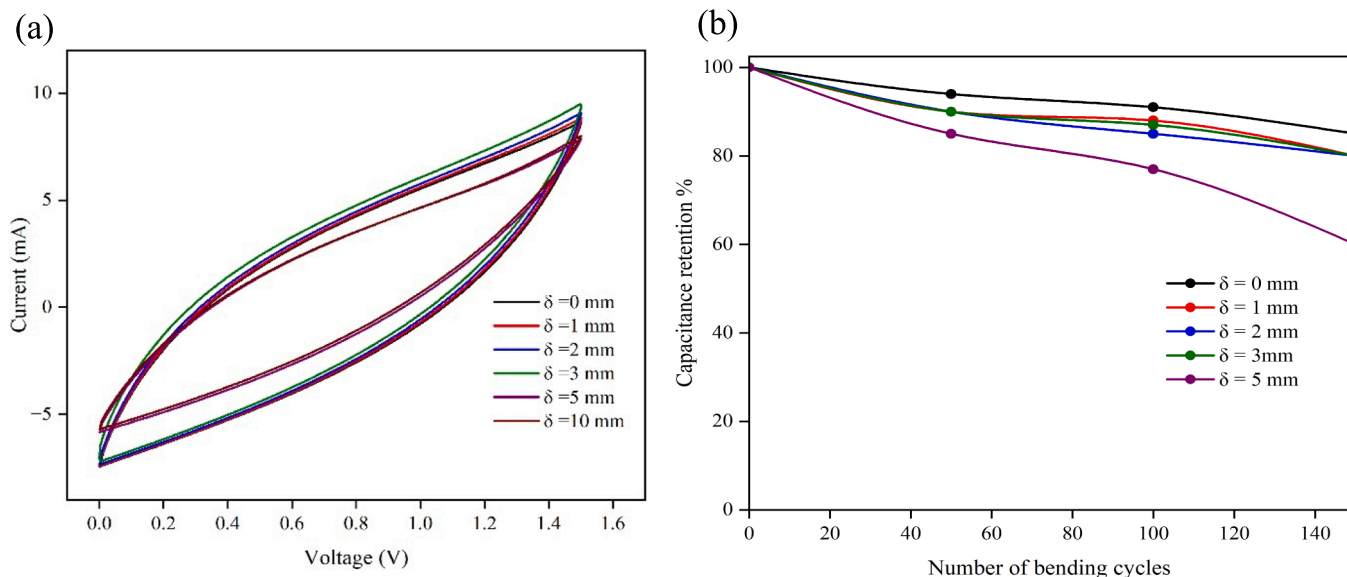 (a)
10
5
0
−5
Current (mA)
δ =0 mm
δ =1 mm
δ =2 mm
δ =3 mm
δ =5 mm
δ =10 mm
0.0 0.2 0.4 0.6 0.8 1.0 1.2 1.4 1.6
Voltage (V)
(b)
100
80
60
40
20
0
Capacitance retention %
δ = 0 mm
δ = 1 mm
δ = 2 mm
δ = 3mm
δ = 5 mm
0 20 40 60 80 100 120 140
Number of bending cycles